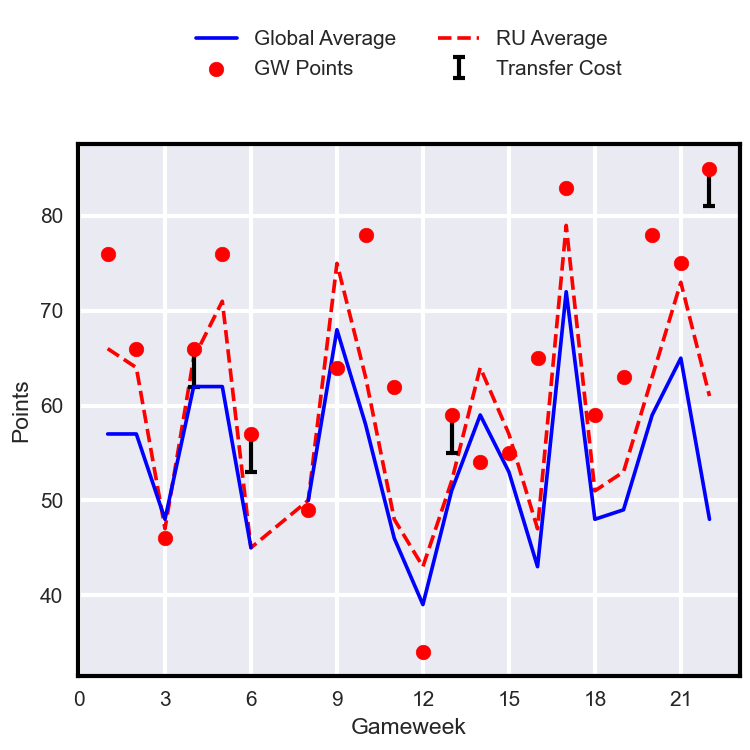 Global Average
RU Average
GW Points
Transfer Cost
80
70
60
50
40
Points
0 3 6 9 12 15 18 21
Gameweek